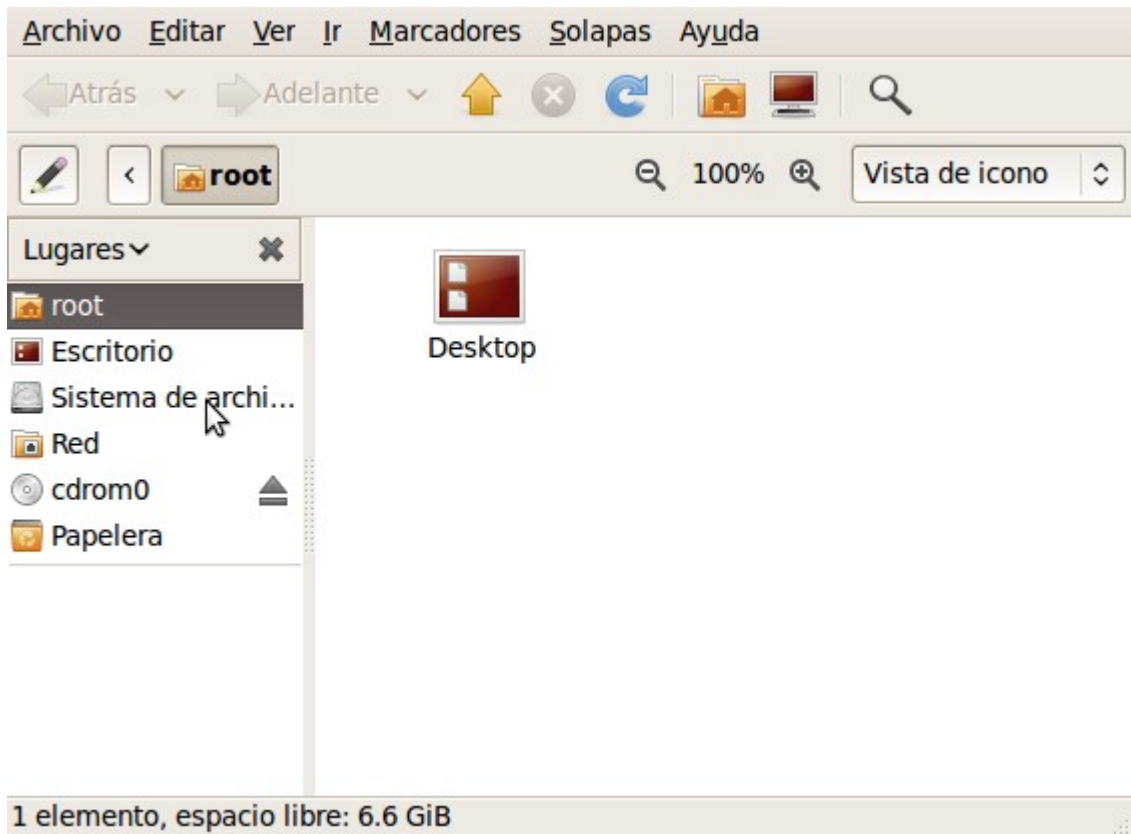 Archivo Editar Ver Ir Marcadores Solapas Ayuda
Atrás Adelante
root 100% Vista de icono
Lugares
root
Escritorio
Sistema de archi...
Red
cdrom0
Papelera
Desktop
1 elemento, espacio libre: 6.6 GiB